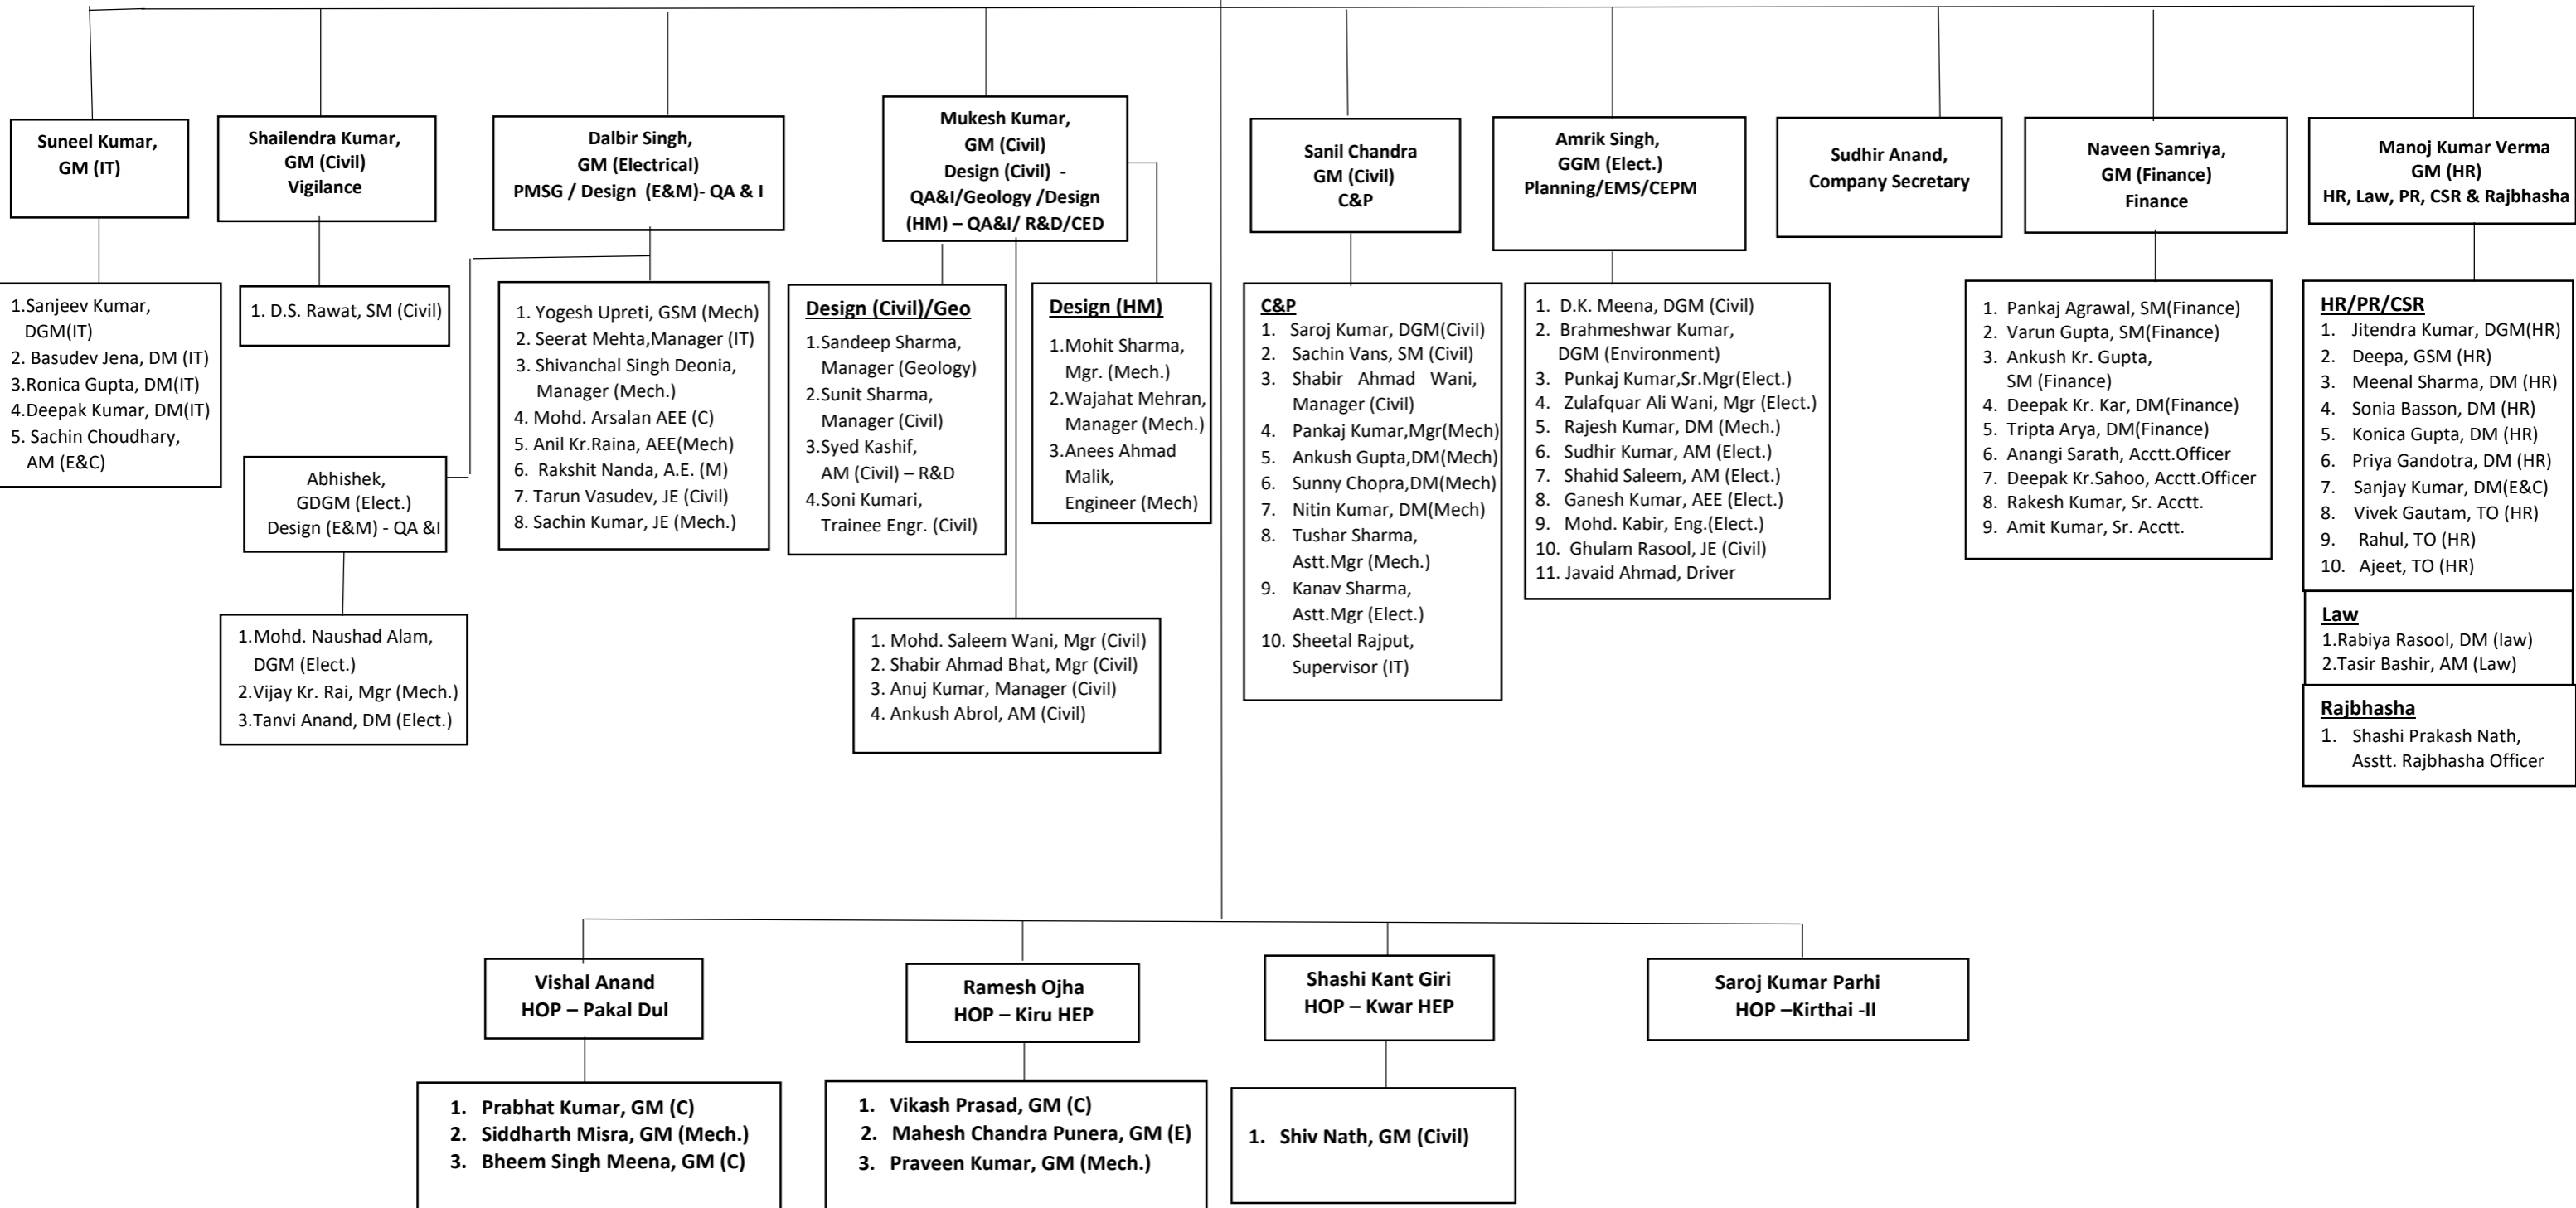 Suneel Kumar,
GM (IT)
Shailendra Kumar,
GM (Civil)
Vigilance
Dalbir Singh,
GM (Electrical)
PMSG / Design (E&M)- QA & I
Mukesh Kumar,
GM (Civil)
Design (Civil) -
QA&I/Geology /Design
(HM) – QA&I/ R&D/CED
Sanil Chandra
GM (Civil)
C&P
Amrik Singh,
GGM (Elect.)
Planning/EMS/CEPM
Sudhir Anand,
Company Secretary
Naveen Samriya,
GM (Finance)
Finance
Manoj Kumar Verma
GM (HR)
HR, Law, PR, CSR & Rajbhasha
1.Sanjeev Kumar,
DGM(IT)
2. Basudev Jena, DM (IT)
3.Ronica Gupta, DM(IT)
4.Deepak Kumar, DM(IT)
5. Sachin Choudhary,
AM (E&C)
1. D.S. Rawat, SM (Civil)
Abhishek,
GDGM (Elect.)
Design (E&M) - QA &I
1.Mohd. Naushad Alam,
DGM (Elect.)
2.Vijay Kr. Rai, Mgr (Mech.)
3.Tanvi Anand, DM (Elect.)
1. Yogesh Upreti, GSM (Mech)
2. Seerat Mehta,Manager (IT)
3. Shivanchal Singh Deonia,
Manager (Mech.)
4. Mohd. Arsalan AEE (C)
5. Anil Kr.Raina, AEE(Mech)
6. Rakshit Nanda, A.E. (M)
7. Tarun Vasudev, JE (Civil)
8. Sachin Kumar, JE (Mech.)
Design (Civil)/Geo
1.Sandeep Sharma,
Manager (Geology)
2.Sunit Sharma,
Manager (Civil)
3.Syed Kashif,
AM (Civil) – R&D
4.Soni Kumari,
Trainee Engr. (Civil)
Design (HM)
1.Mohit Sharma,
Mgr. (Mech.)
2.Wajahat Mehran,
Manager (Mech.)
3.Anees Ahmad
Malik,
Engineer (Mech)
1. Mohd. Saleem Wani, Mgr (Civil)
2. Shabir Ahmad Bhat, Mgr (Civil)
3. Anuj Kumar, Manager (Civil)
4. Ankush Abrol, AM (Civil)
C&P
1. Saroj Kumar, DGM(Civil)
2. Sachin Vans, SM (Civil)
3. Shabir Ahmad Wani,
Manager (Civil)
4. Pankaj Kumar,Mgr(Mech)
5. Ankush Gupta,DM(Mech)
6. Sunny Chopra,DM(Mech)
7. Nitin Kumar, DM(Mech)
8. Tushar Sharma,
Astt.Mgr (Mech.)
9. Kanav Sharma,
Astt.Mgr (Elect.)
10. Sheetal Rajput,
Supervisor (IT)
1. D.K. Meena, DGM (Civil)
2. Brahmeshwar Kumar,
DGM (Environment)
3. Punkaj Kumar,Sr.Mgr(Elect.)
4. Zulafquar Ali Wani, Mgr (Elect.)
5. Rajesh Kumar, DM (Mech.)
6. Sudhir Kumar, AM (Elect.)
7. Shahid Saleem, AM (Elect.)
8. Ganesh Kumar, AEE (Elect.)
9. Mohd. Kabir, Eng.(Elect.)
10. Ghulam Rasool, JE (Civil)
11. Javaid Ahmad, Driver
1. Pankaj Agrawal, SM(Finance)
2. Varun Gupta, SM(Finance)
3. Ankush Kr. Gupta,
SM (Finance)
4. Deepak Kr. Kar, DM(Finance)
5. Tripta Arya, DM(Finance)
6. Anangi Sarath, Acctt.Officer
7. Deepak Kr.Sahoo, Acctt.Officer
8. Rakesh Kumar, Sr. Acctt.
9. Amit Kumar, Sr. Acctt.
HR/PR/CSR
1. Jitendra Kumar, DGM(HR)
2. Deepa, GSM (HR)
3. Meenal Sharma, DM (HR)
4. Sonia Basson, DM (HR)
5. Konica Gupta, DM (HR)
6. Priya Gandotra, DM (HR)
7. Sanjay Kumar, DM(E&C)
8. Vivek Gautam, TO (HR)
9. Rahul, TO (HR)
10. Ajeet, TO (HR)
Law
1.Rabiya Rasool, DM (law)
2.Tasir Bashir, AM (Law)
Rajbhasha
1. Shashi Prakash Nath,
Asstt. Rajbhasha Officer
Vishal Anand
HOP – Pakal Dul
Ramesh Ojha
HOP – Kiru HEP
Shashi Kant Giri
HOP – Kwar HEP
Saroj Kumar Parhi
HOP –Kirthai -II
1. Prabhat Kumar, GM (C)
2. Siddharth Misra, GM (Mech.)
3. Bheem Singh Meena, GM (C)
1. Vikash Prasad, GM (C)
2. Mahesh Chandra Punera, GM (E)
3. Praveen Kumar, GM (Mech.)
1. Shiv Nath, GM (Civil)